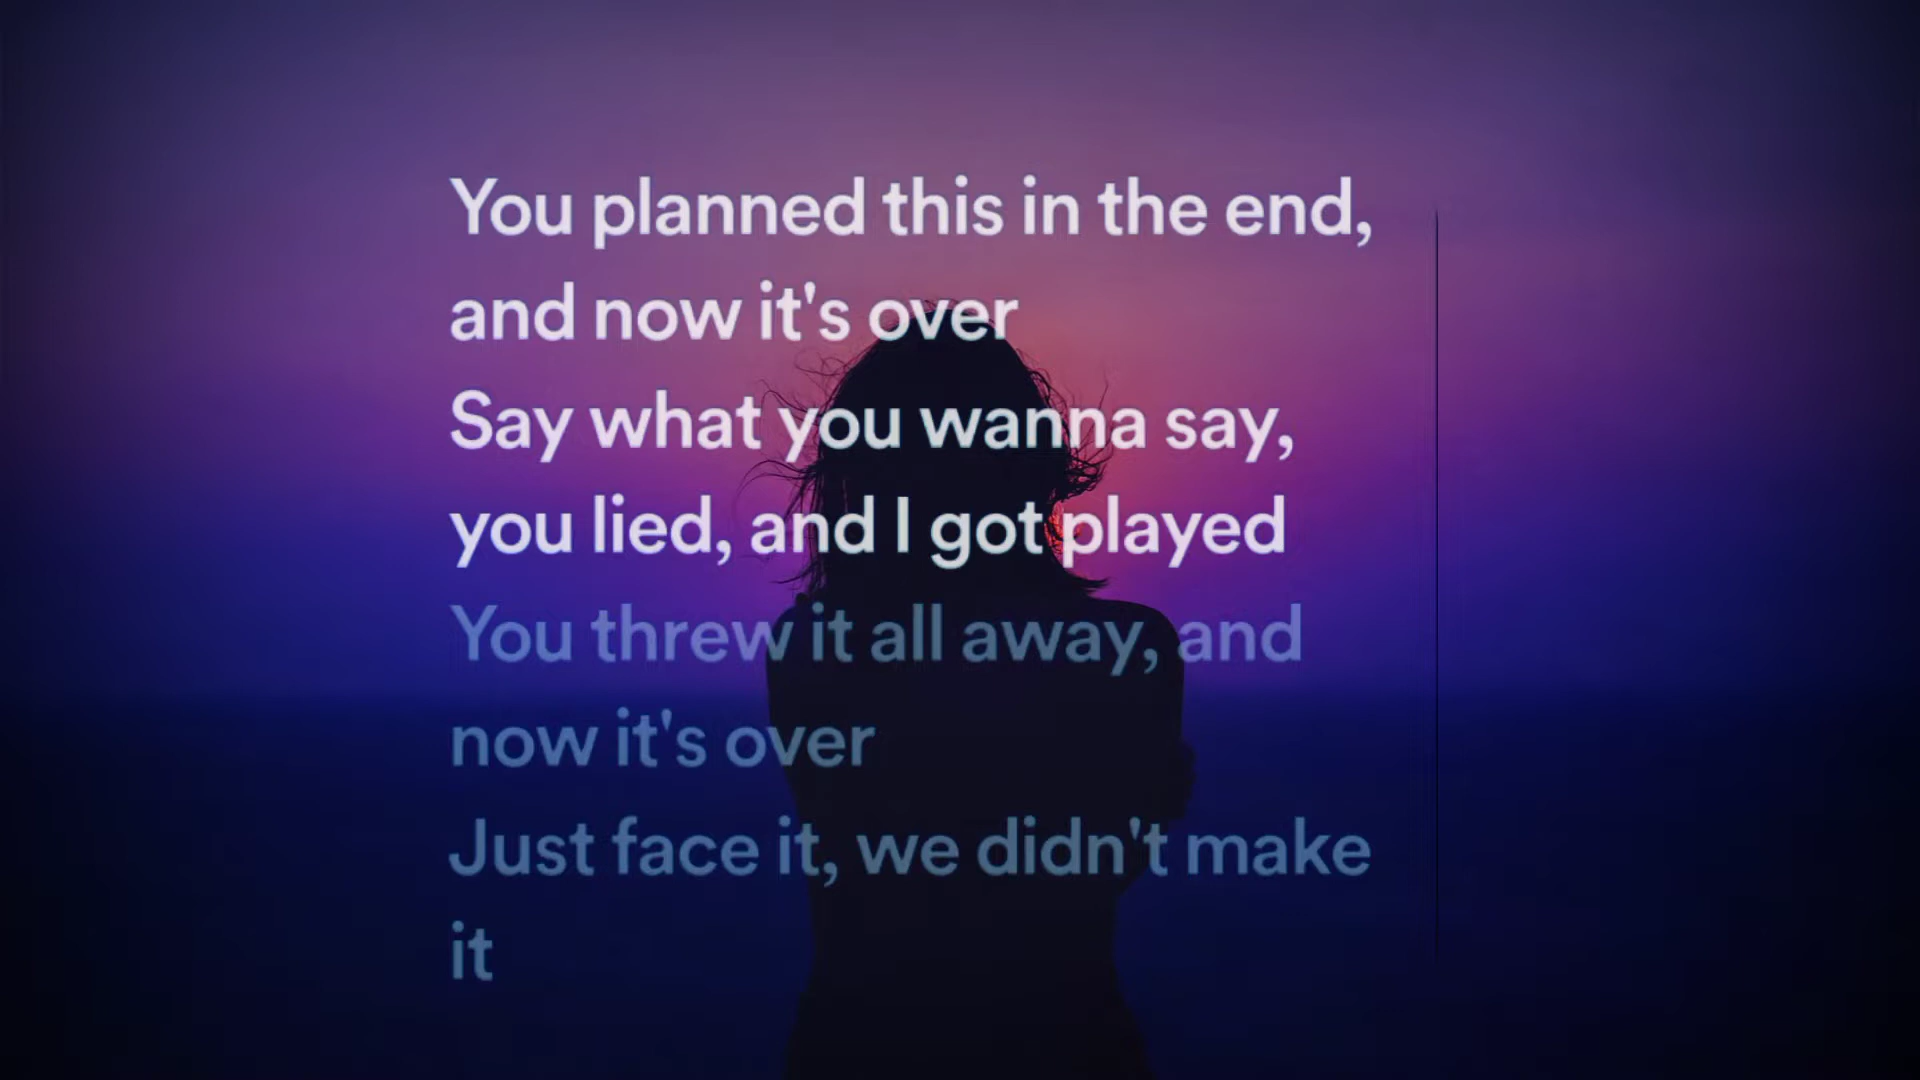 You planned this in the end,
and now it's over
Say what you wanna say,
you lied, and I got played
You threw it all away, and
now it's over
Just face it, we didn't make
it